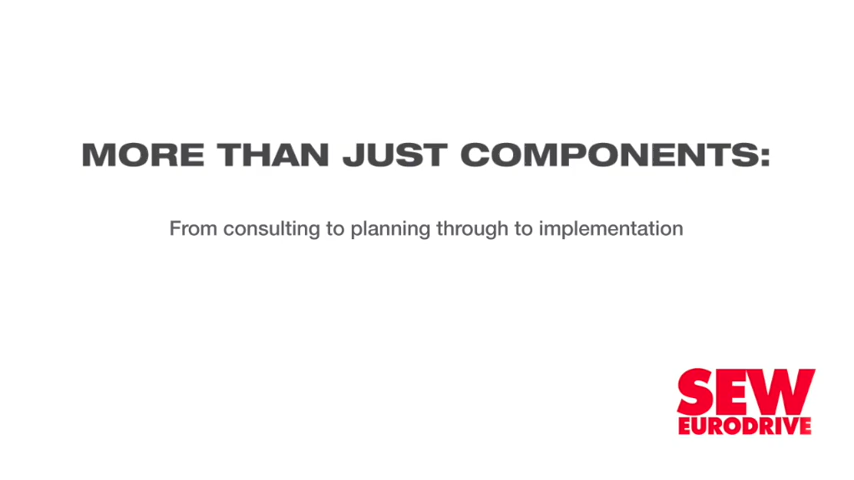 MORE THAN JUST COMPONENTS:
From consulting to planning through to implementation
SEW
EURODRIVE